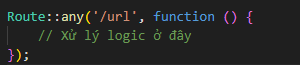 Route::any('/url', function () {
    // Xử lý logic ở đây
});